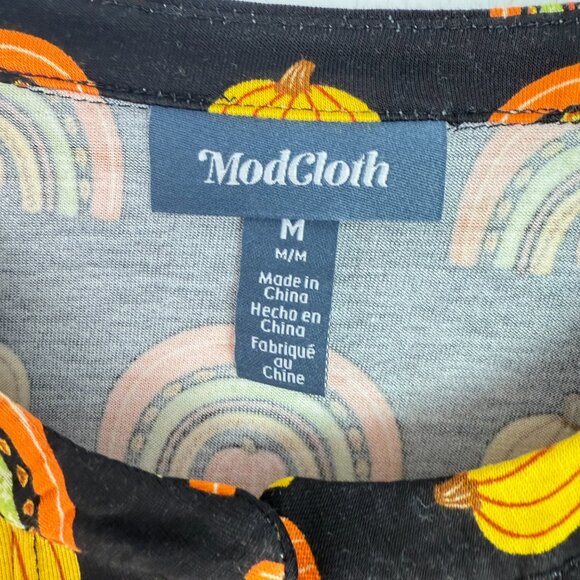 ModCloth
M
M/M
Made in
China
Hecho en
China
Fabriqué
au
Chine